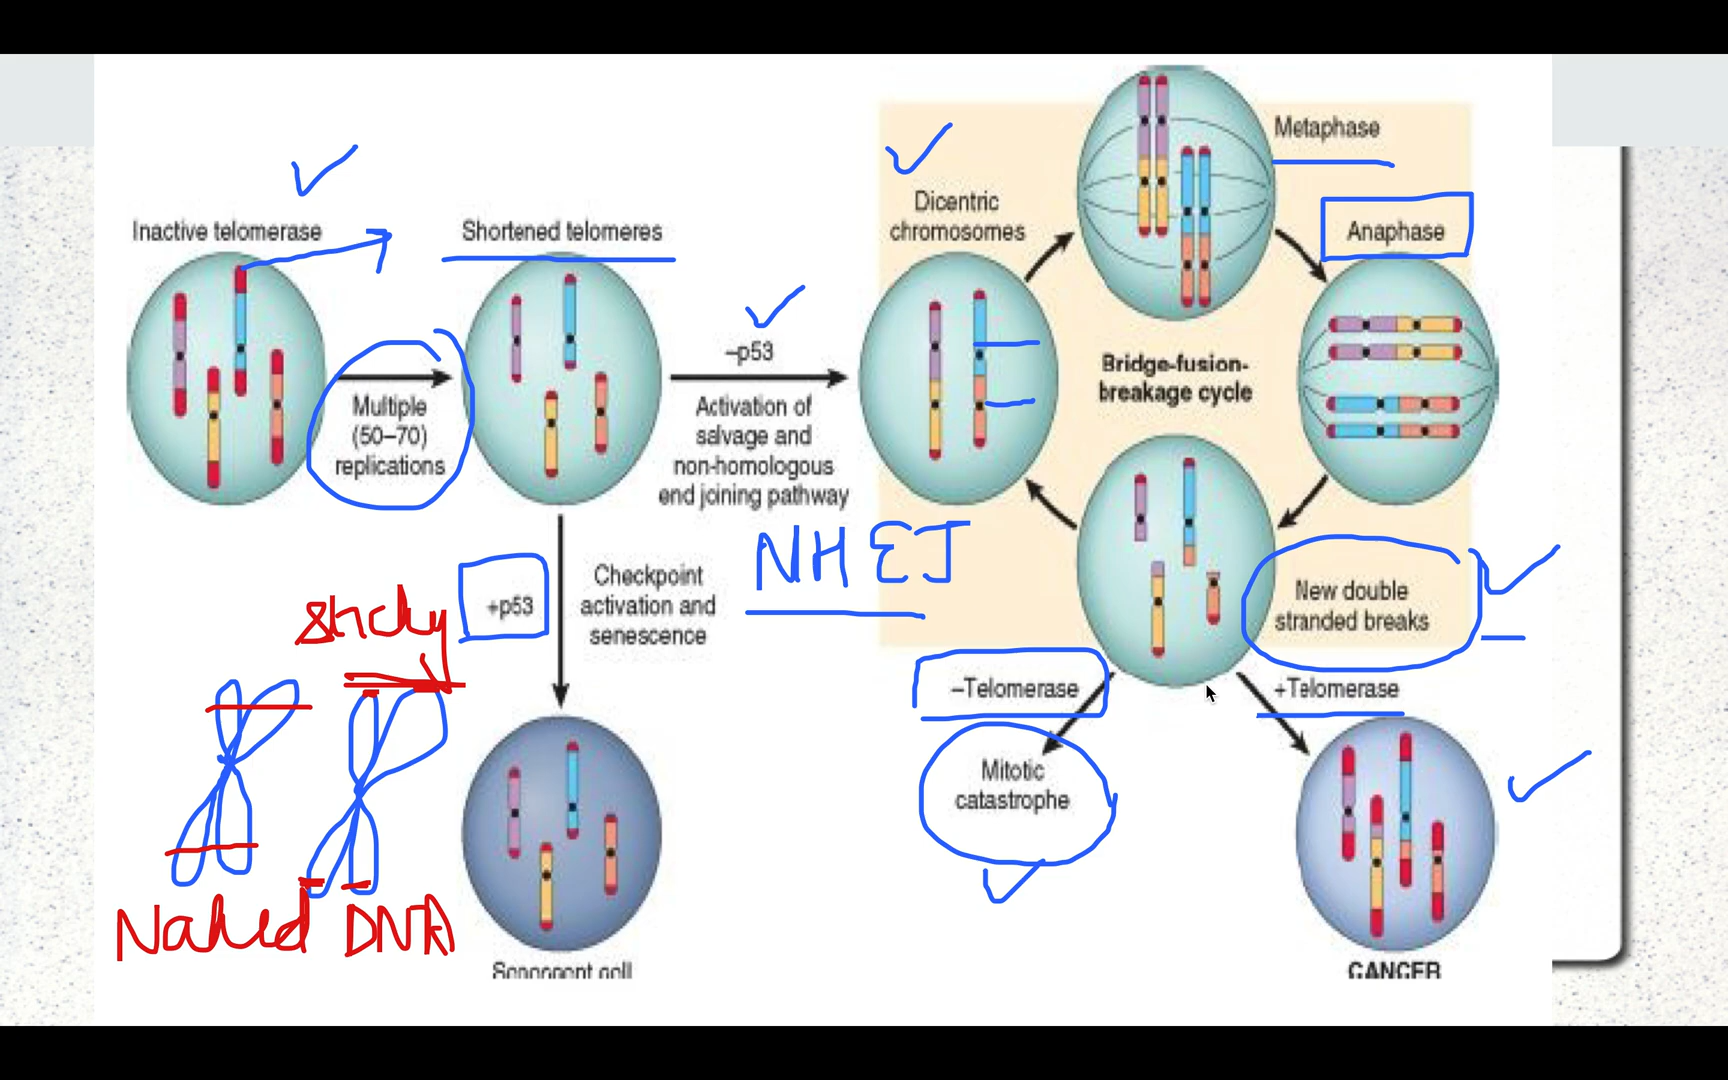 Inactive telomerase
Multiple
(50–70)
replications
Shortened telomeres
–p53
Activation of
salvage and
non-homologous
end joining pathway
NHEJ
+p53
Checkpoint
activation and
senescence
Dicentric
chromosomes
Metaphase
Anaphase
Bridge-fusion-
breakage cycle
New double
stranded breaks
–Telomerase
Mitotic
catastrophe
+Telomerase
sticky
Naked DNA
Senescent cell
CANCER